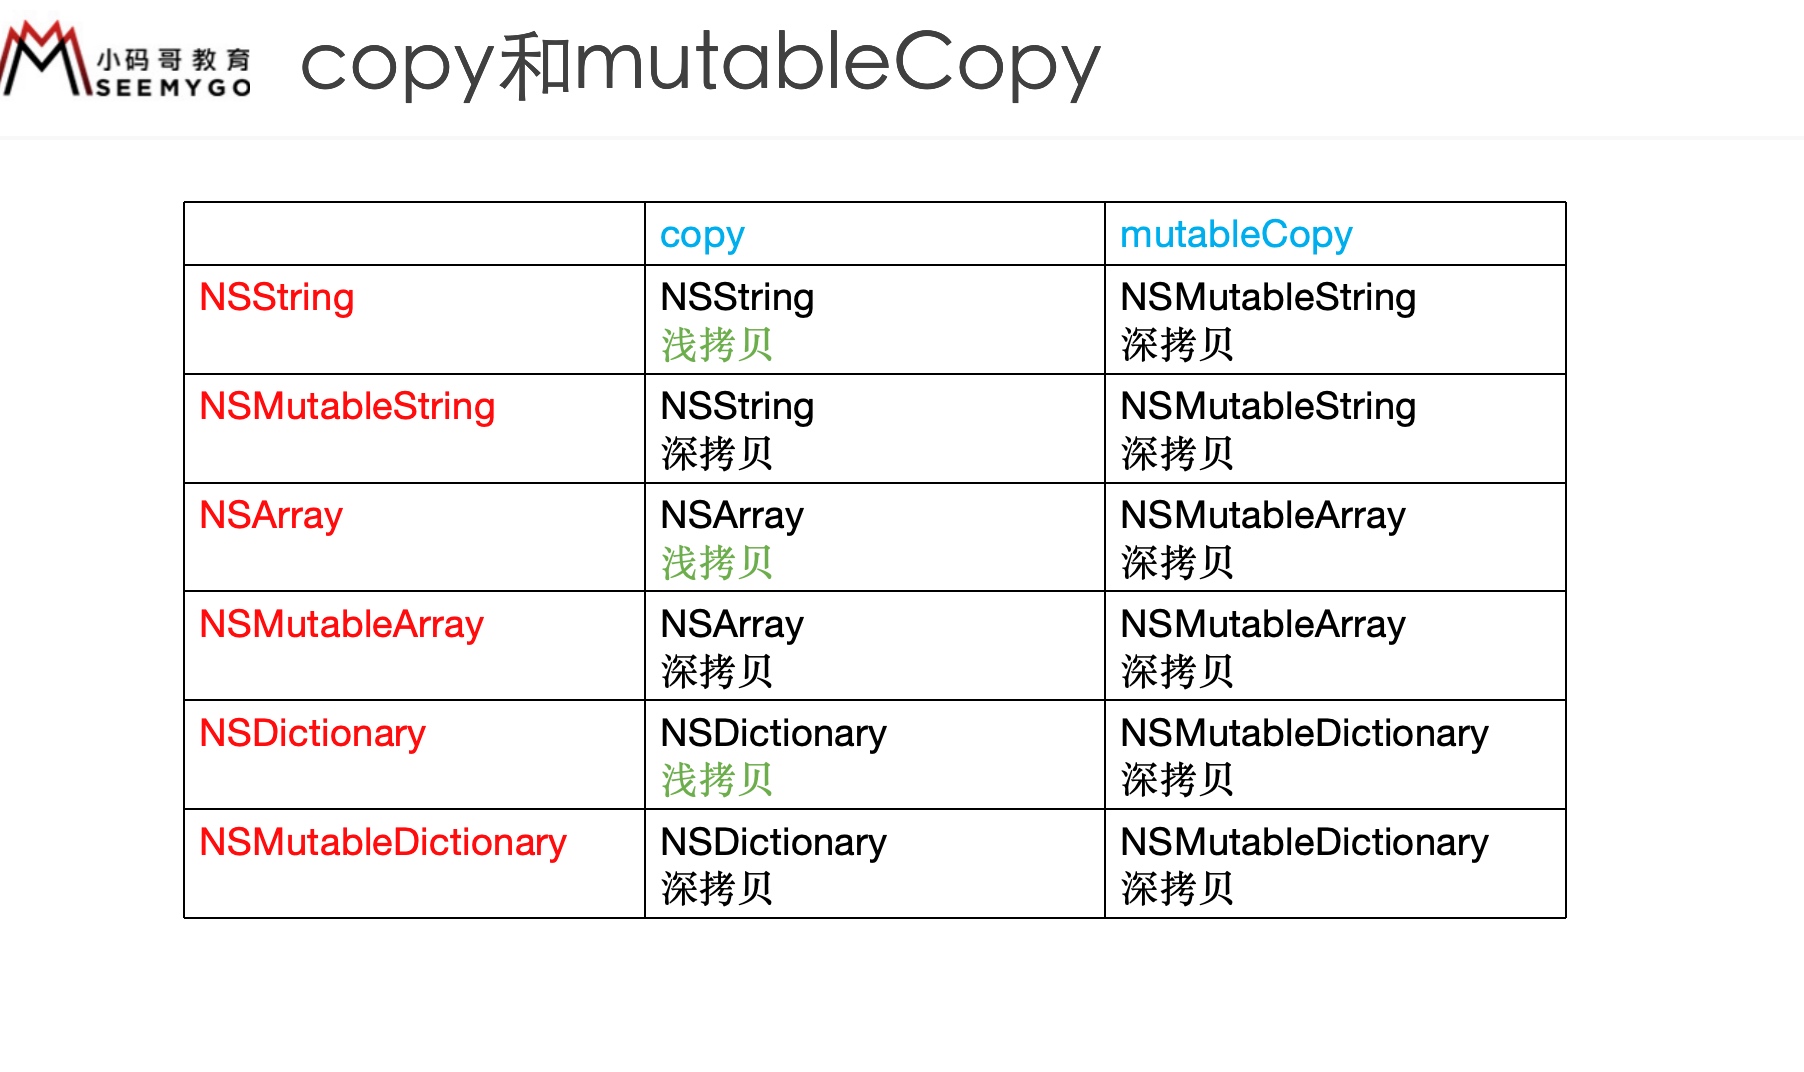 小码哥教育
SEEMYGO
copy和mutableCopy
copy
mutableCopy
NSString
NSString
浅拷贝
NSMutableString
深拷贝
NSMutableString
NSString
深拷贝
NSMutableString
深拷贝
NSArray
NSArray
浅拷贝
NSMutableArray
深拷贝
NSMutableArray
NSArray
深拷贝
NSMutableArray
深拷贝
NSDictionary
NSDictionary
浅拷贝
NSMutableDictionary
深拷贝
NSMutableDictionary
NSDictionary
深拷贝
NSMutableDictionary
深拷贝